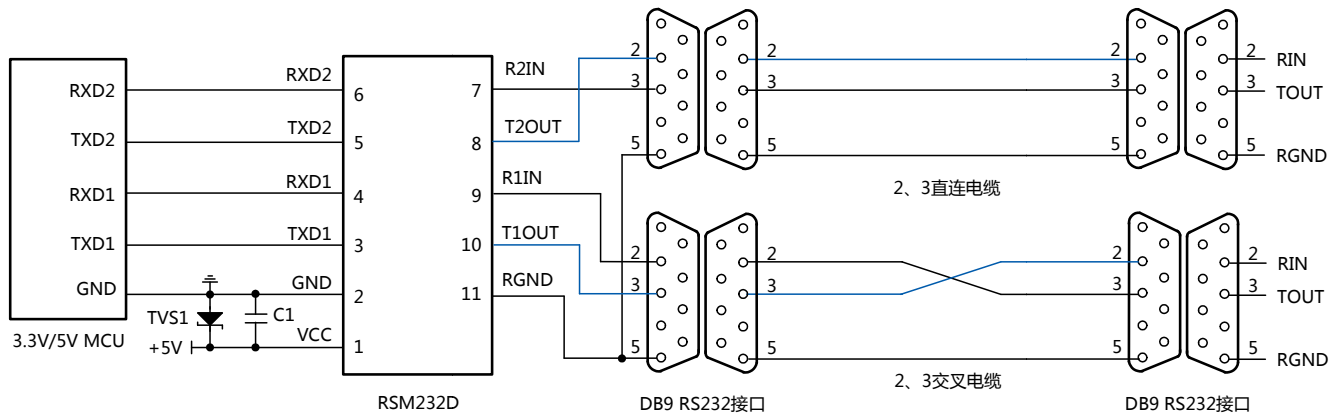 RXD2
TXD2
RXD1
TXD1
GND
3.3V/5V MCU
RXD2
TXD2
RXD1
TXD1
GND
VCC
TVS1
C1
+5V
6
5
4
3
2
1
7
8
9
10
11
RSM232D
R2IN
T2OUT
R1IN
T1OUT
RGND
2
3
5
2
3
5
2
3
5
2
3
5
RIN
TOUT
RGND
2、3直连电缆
2
3
5
2
3
5
2
3
5
2
3
5
RIN
TOUT
RGND
2、3交叉电缆
DB9 RS232接口
DB9 RS232接口